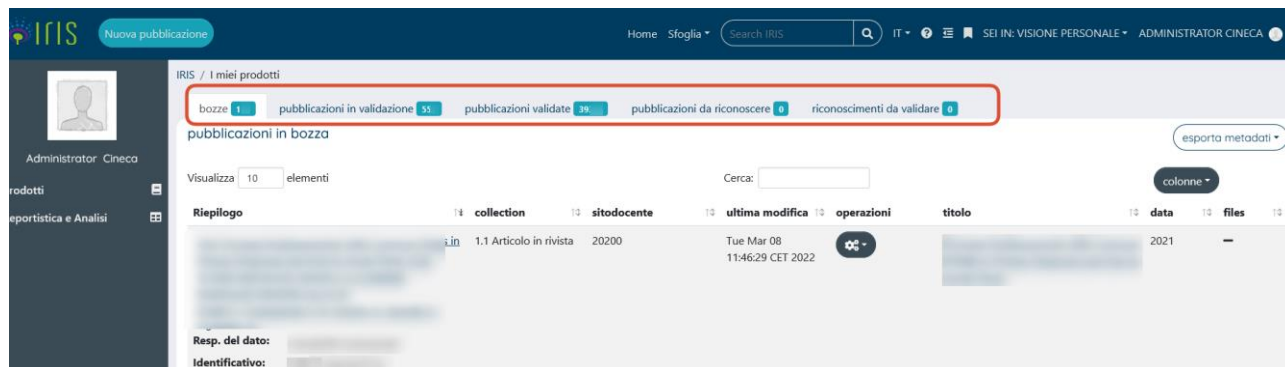 IRIS
Nuova pubblicazione
Home Sfoglia Search IRIS IT SEI IN: VISIONE PERSONALE ADMINISTRATOR CINECA
IRIS / I miei prodotti
bozze 1 pubblicazioni in validazione 55 pubblicazioni validate 39 pubblicazioni da riconoscere 0 riconoscimenti da validare 0
pubblicazioni in bozza
esporta metadati
Administrator Cineca
Visualizza 10 elementi
Cerca:
colonne
rodotti
eportistica e Analisi
Riepilogo collection sitodocente ultima modifica operazioni titolo data files
in 1.1 Articolo in rivista 20200 Tue Mar 08 2021
11:46:29 CET 2022
Resp. del dato:
Identificativo: